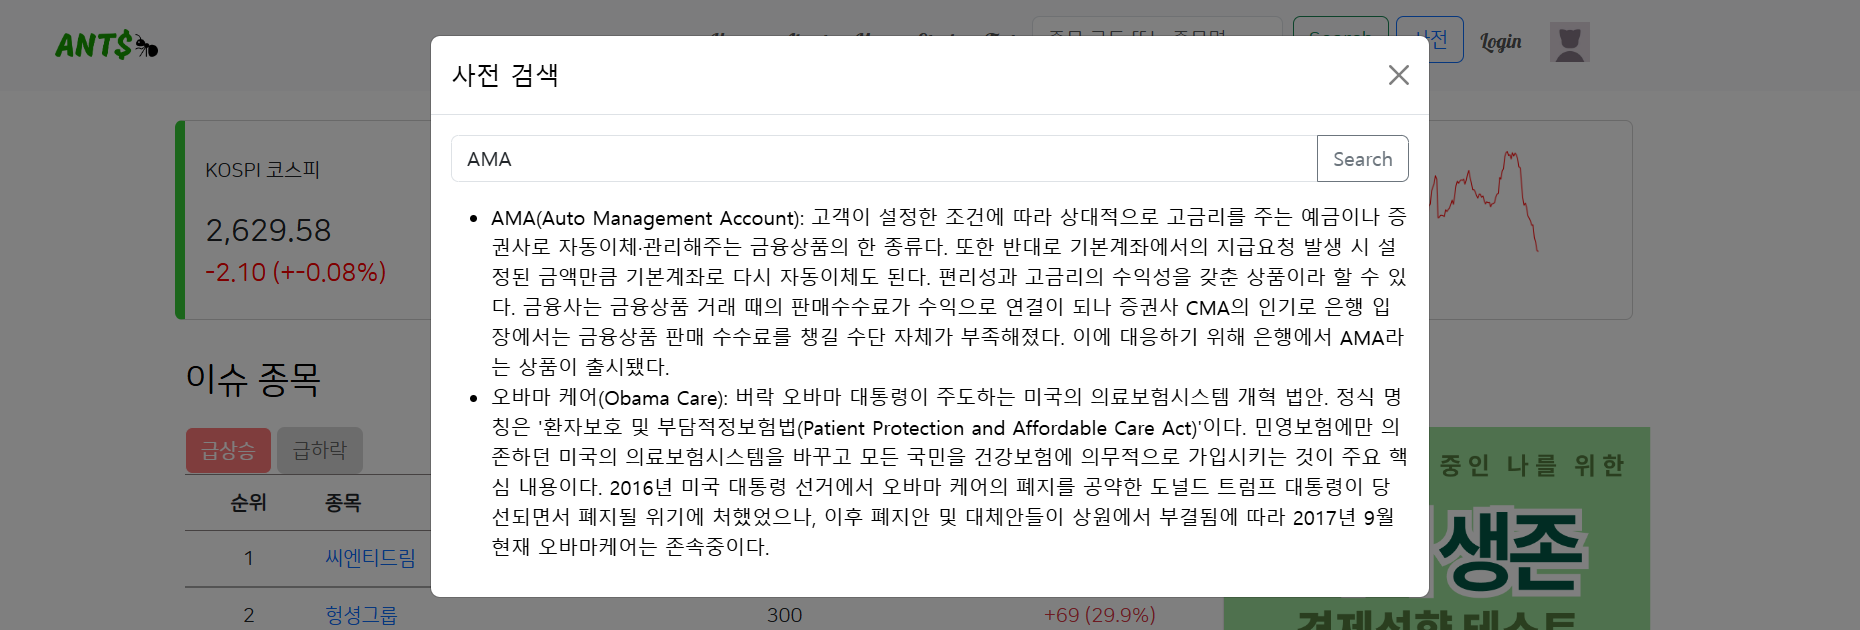 ANT$
Login
사전 검색
AMA
Search
KOSPI 코스피
2,629.58
-2.10 (+-0.08%)
AMA(Auto Management Account): 고객이 설정한 조건에 따라 상대적으로 고금리를 주는 예금이나 증
권사로 자동이체·관리해주는 금융상품의 한 종류다. 또한 반대로 기본계좌에서의 지급요청 발생 시 설
정된 금액만큼 기본계좌로 다시 자동이체도 된다. 편리성과 고금리의 수익성을 갖춘 상품이라 할 수 있
다. 금융사는 금융상품 거래 때의 판매수수료가 수익으로 연결이 되나 증권사 CMA의 인기로 은행 입
장에서는 금융상품 판매 수수료를 챙길 수단 자체가 부족해졌다. 이에 대응하기 위해 은행에서 AMA라
는 상품이 출시됐다.
오바마 케어(Obama Care): 버락 오바마 대통령이 주도하는 미국의 의료보험시스템 개혁 법안. 정식 명
칭은 '환자보호 및 부담적정보험법(Patient Protection and Affordable Care Act)'이다. 민영보험에만 의
존하던 미국의 의료보험시스템을 바꾸고 모든 국민을 건강보험에 의무적으로 가입시키는 것이 주요 핵
심 내용이다. 2016년 미국 대통령 선거에서 오바마 케어의 폐지를 공약한 도널드 트럼프 대통령이 당
선되면서 폐지될 위기에 처했었으나, 이후 폐지안 및 대체안들이 상원에서 부결됨에 따라 2017년 9월
현재 오바마케어는 존속중이다.
이슈 종목
급상승 급하락
순위 종목
1 씨엔티드림
2 헝셩그룹 300 +69 (29.9%)
중인 나를 위한
생존